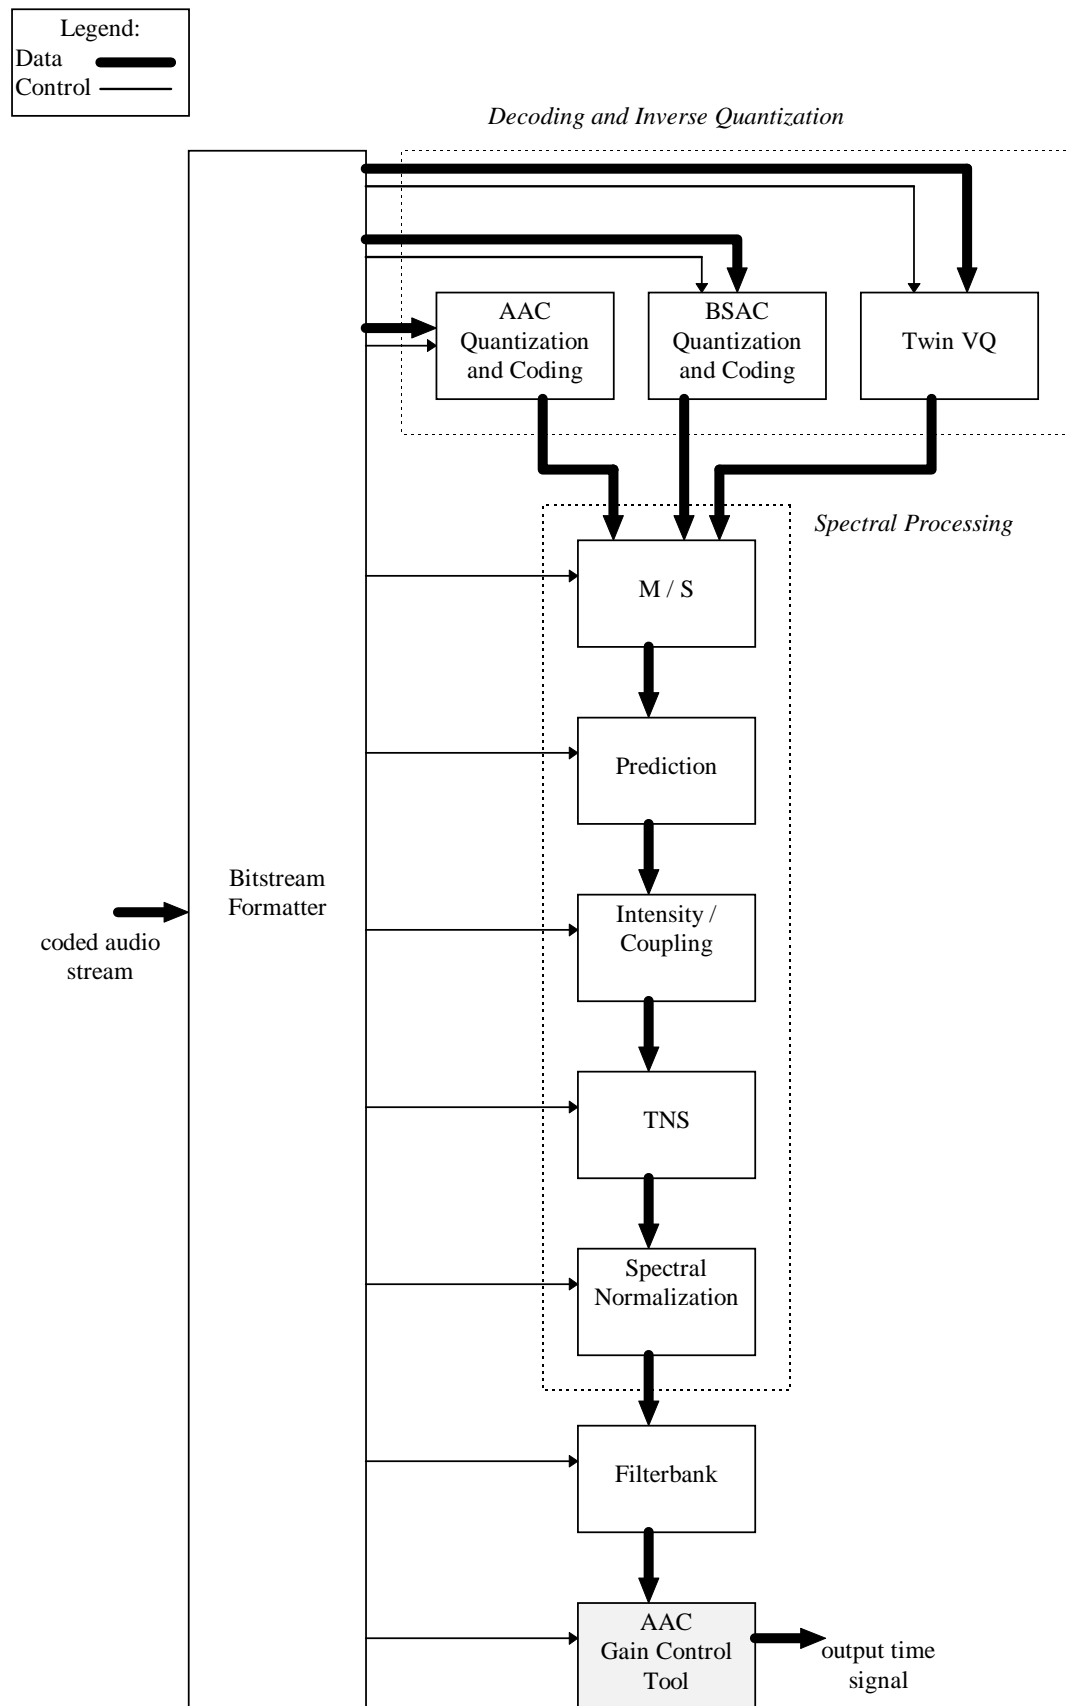 Legend:
Data
Control
Decoding and Inverse Quantization
AAC
Quantization
and Coding
BSAC
Quantization
and Coding
Twin VQ
Spectral Processing
M / S
Prediction
Bitstream
Formatter
coded audio
stream
Intensity /
Coupling
TNS
Spectral
Normalization
Filterbank
AAC
Gain Control
Tool
output time
signal